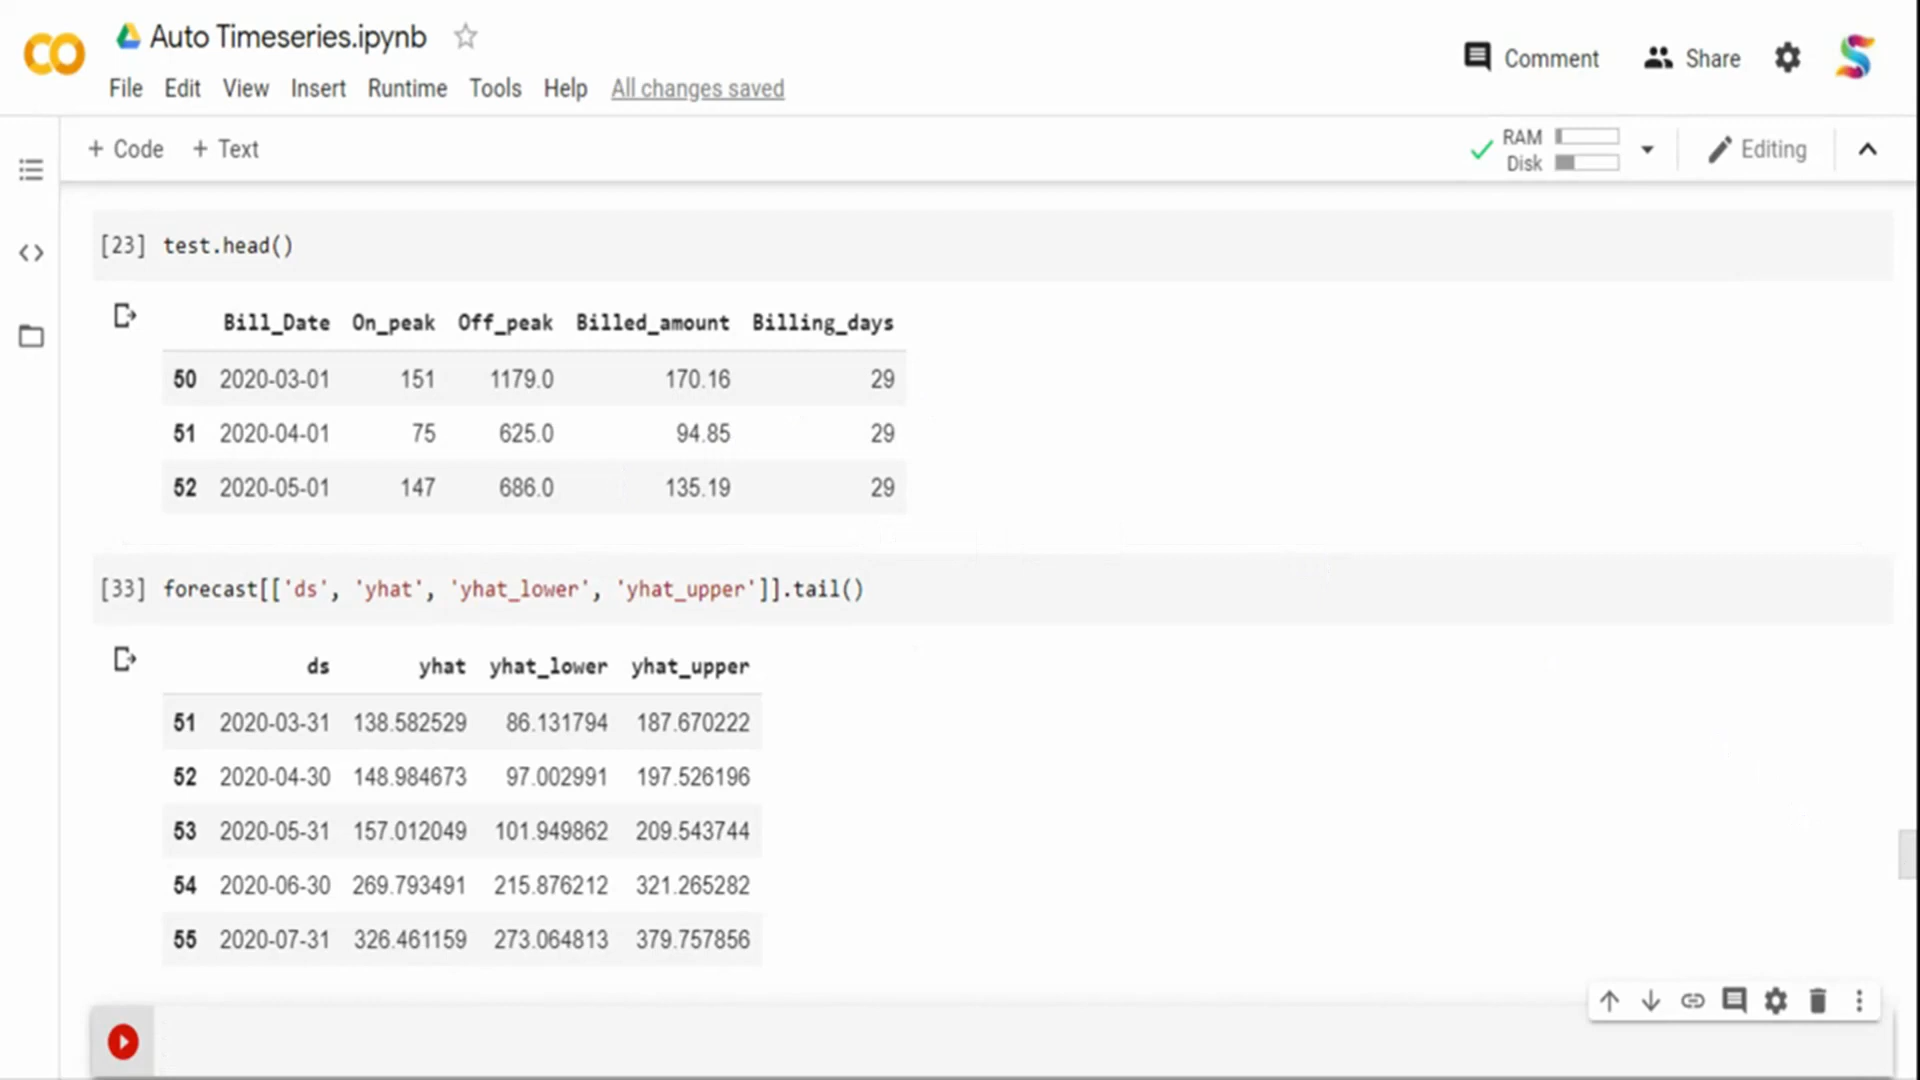 Auto Timeseries.ipynb
File Edit View Insert Runtime Tools Help All changes saved
Comment Share
+ Code + Text
RAM
Disk
Editing
[23] test.head()
Bill_Date On_peak Off_peak Billed_amount Billing_days
50 2020-03-01 151 1179.0 170.16 29
51 2020-04-01 75 625.0 94.85 29
52 2020-05-01 147 686.0 135.19 29
[33] forecast[['ds', 'yhat', 'yhat_lower', 'yhat_upper']].tail()
ds yhat yhat_lower yhat_upper
51 2020-03-31 138.582529 86.131794 187.670222
52 2020-04-30 148.984673 97.002991 197.526196
53 2020-05-31 157.012049 101.949862 209.543744
54 2020-06-30 269.793491 215.876212 321.265282
55 2020-07-31 326.461159 273.064813 379.757856